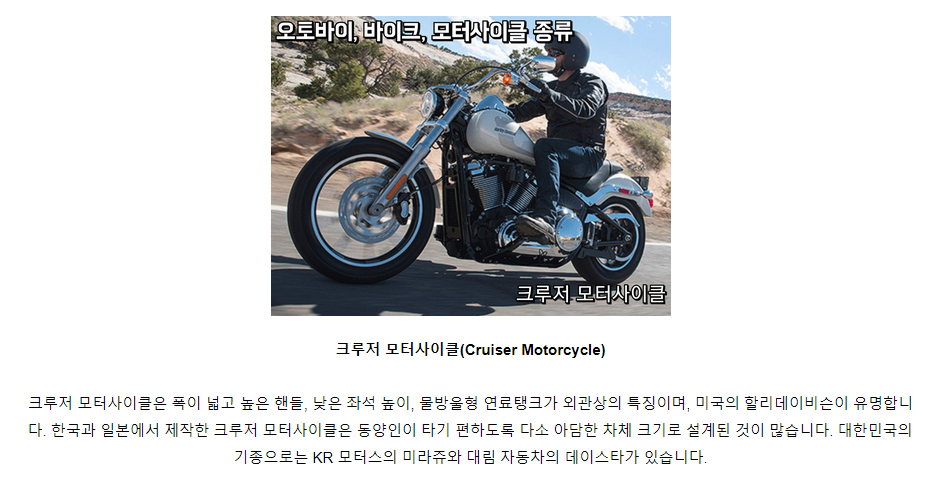 오토바이, 바이크, 모터사이클 종류
크루저 모터사이클
크루저 모터사이클(Cruiser Motorcycle)
크루저 모터사이클은 폭이 넓고 높은 핸들, 낮은 좌석 높이, 물방울형 연료탱크가 외관상의 특징이며, 미국의 할리데이비슨이 유명합니
다. 한국과 일본에서 제작한 크루저 모터사이클은 동양인이 타기 편하도록 다소 아담한 차체 크기로 설계된 것이 많습니다. 대한민국의
기종으로는 KR 모터스의 미라쥬와 대림 자동차의 데이스타가 있습니다.